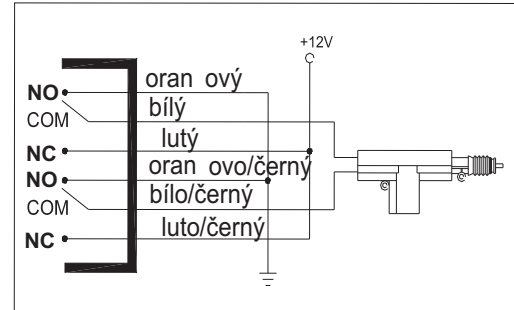 +12V
NO oran ový
COM bílý
NC lutý
NO oran ovo/černý
COM bílo/černý
NC luto/černý